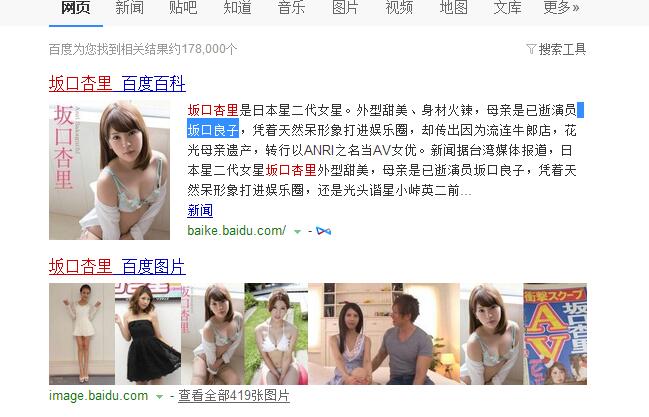 网页 新闻 贴吧 知道 音乐 图片 视频 地图 文库 更多»
百度为您找到相关结果约178,000个 搜索工具
坂口杏里_百度百科
坂口杏里
坂口杏里是日本星二代女星。外型甜美、身材火辣，母亲是已逝演员
坂口良子，凭着天然呆形象打进娱乐圈，却传出因为流连牛郎店，花
光母亲遗产，转行以ANRI之名当AV女优。新闻据台湾媒体报道，日
本星二代女星坂口杏里外型甜美，母亲是已逝演员坂口良子，凭着天
然呆形象打进娱乐圈，还是光头谐星小峠英二前...
新闻
baike.baidu.com/ -
坂口杏里_百度图片
衝撃スクープ
坂口杏里
AV
image.baidu.com - 查看全部419张图片